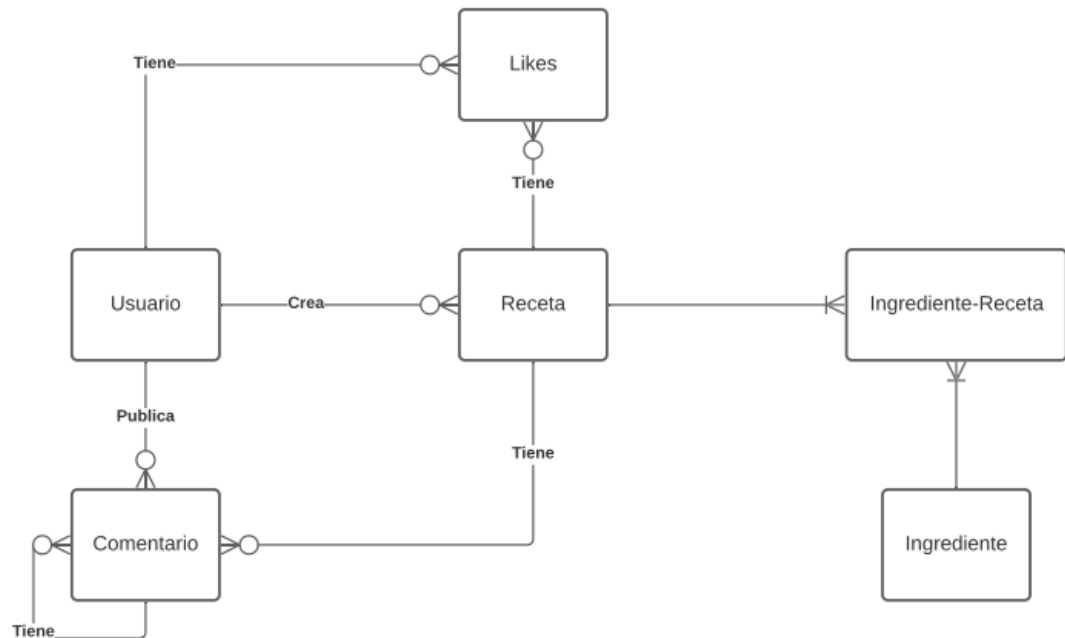 Tiene
Likes
Tiene
Usuario
Crea
Receta
Ingrediente-Receta
Publica
Tiene
Comentario
Ingrediente
Tiene